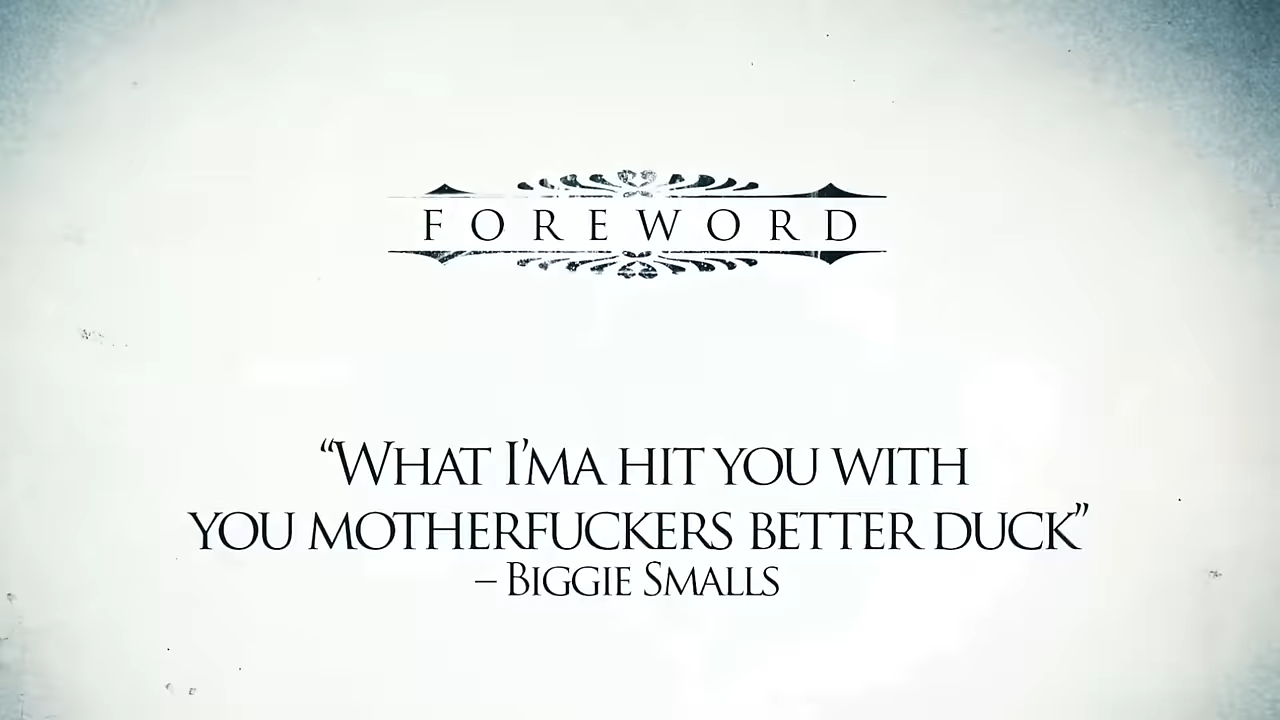 FOREWORD
“WHAT I’MA HIT YOU WITH
YOU MOTHERFUCKERS BETTER DUCK”
– BIGGIE SMALLS